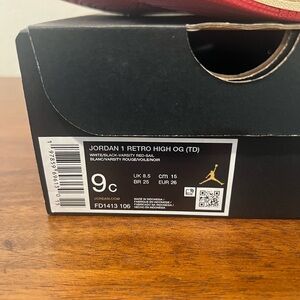 JORDAN 1 RETRO HIGH OG (TD)
WHITE/BLACK-VARSITY RED-SAIL
BLANC/VARSITY ROUGE/VOILE/NOIR
9C
UK 8.5 cm 15
BR 25 EUR 26
JORDAN.COM
FD1413 106
MADE IN INDONESIA